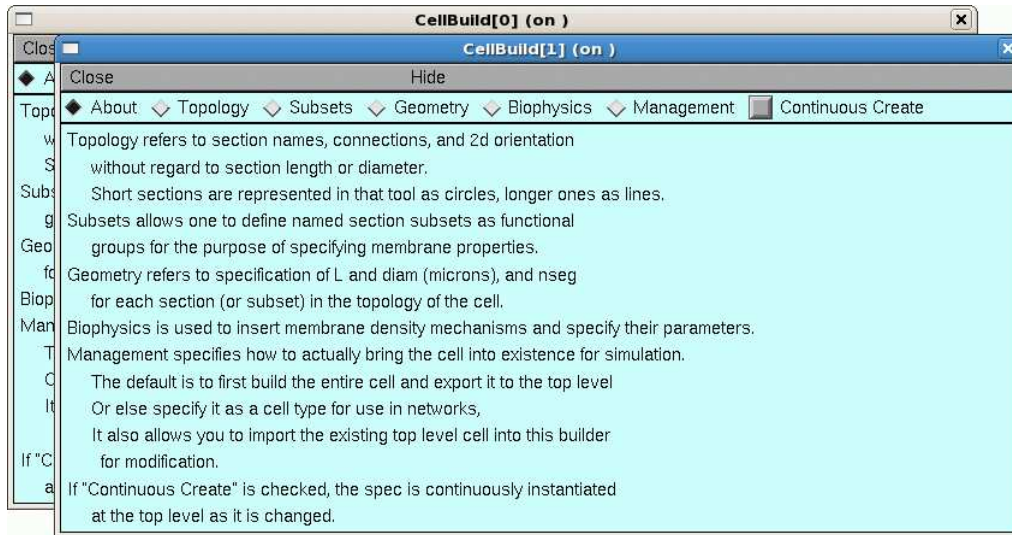 CellBuild[0] (on )
CellBuild[1] (on )
Close Hide
About Topology Subsets Geometry Biophysics Management Continuous Create
Topology refers to section names, connections, and 2d orientation
without regard to section length or diameter.
Short sections are represented in that tool as circles, longer ones as lines.
Subsets allows one to define named section subsets as functional
groups for the purpose of specifying membrane properties.
Geometry refers to specification of L and diam (microns), and nseg
for each section (or subset) in the topology of the cell.
Biophysics is used to insert membrane density mechanisms and specify their parameters.
Management specifies how to actually bring the cell into existence for simulation.
The default is to first build the entire cell and export it to the top level
Or else specify it as a cell type for use in networks,
It also allows you to import the existing top level cell into this builder
for modification.
If "Continuous Create" is checked, the spec is continuously instantiated
at the top level as it is changed.